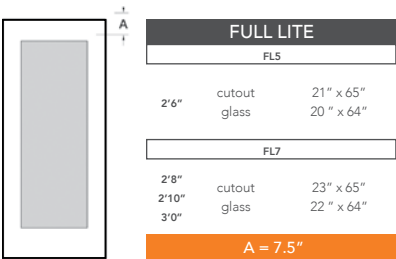 A
FULL LITE
FL5
2'6"
cutout 21" x 65"
glass 20 " x 64"
FL7
2'8"
2'10"
3'0"
cutout 23" x 65"
glass 22 " x 64"
A = 7.5"